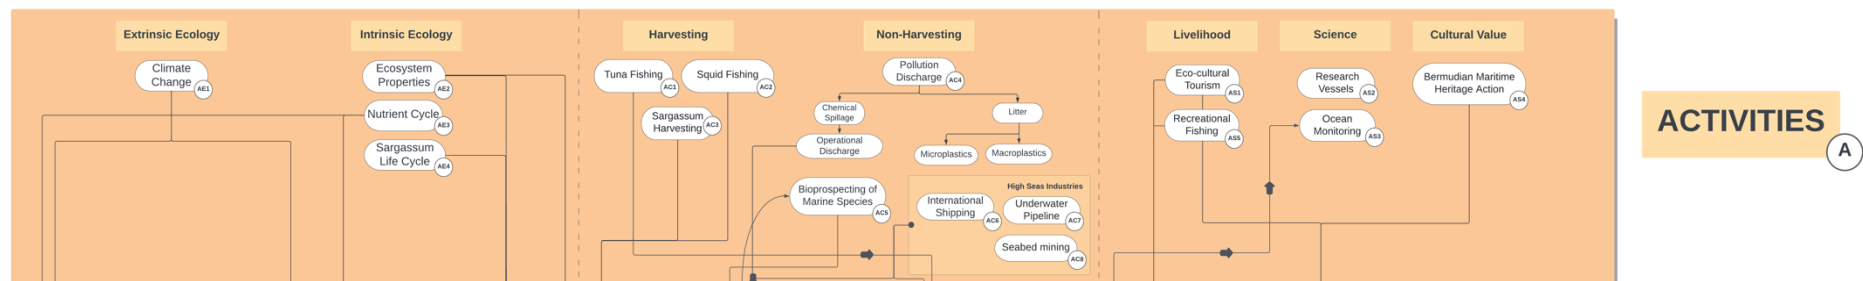 Extrinsic Ecology
Intrinsic Ecology
Harvesting
Non-Harvesting
Livelihood
Science
Cultural Value
Climate
Change
AE1
Ecosystem
Properties
AE2
Nutrient Cycle
AE3
Sargassum
Life Cycle
AE4
Tuna Fishing
AC1
Squid Fishing
AC2
Sargassum
Harvesting
AC3
Pollution
Discharge
AC4
Chemical
Spillage
Operational
Discharge
Litter
Microplastics
Macroplastics
Bioprospecting of
Marine Species
AC5
High Seas Industries
International
Shipping
AC6
Underwater
Pipeline
AC7
Seabed mining
AC8
Eco-cultural
Tourism
AS1
Recreational
Fishing
AS5
Research
Vessels
AS2
Ocean
Monitoring
AS3
Bermudian Maritime
Heritage Action
AS4
ACTIVITIES
A